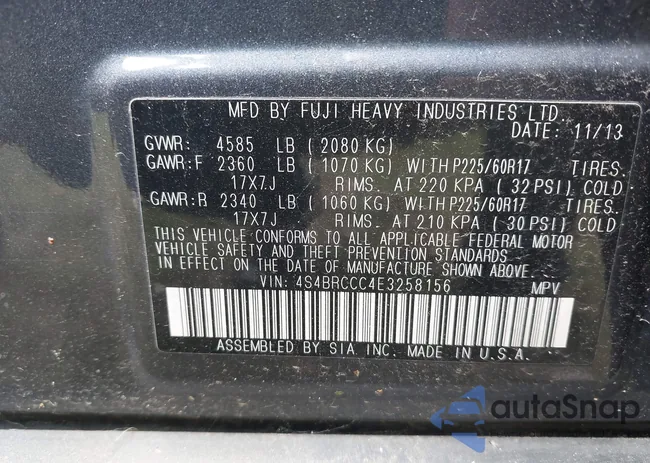 MFD BY FUJI HEAVY INDUSTRIES LTD.
DATE: 11/13
GVWR: 4585 LB (2080 KG)
GAWR:F 2360 LB (1070 KG) WITH P225/60R17 TIRES.
17X7J RIMS. AT 220 KPA (32 PSI) COLD
GAWR:R 2340 LB (1060 KG) WITH P225/60R17 TIRES.
17X7J RIMS. AT 210 KPA (30 PSI) COLD
THIS VEHICLE CONFORMS TO ALL APPLICABLE FEDERAL MOTOR
VEHICLE SAFETY AND THEFT PREVENTION STANDARDS
IN EFFECT ON THE DATE OF MANUFACTURE SHOWN ABOVE.
VIN: 4S4BRCCC4E3258156 MPV
ASSEMBLED BY SIA INC. MADE IN U.S.A.
autaSnap